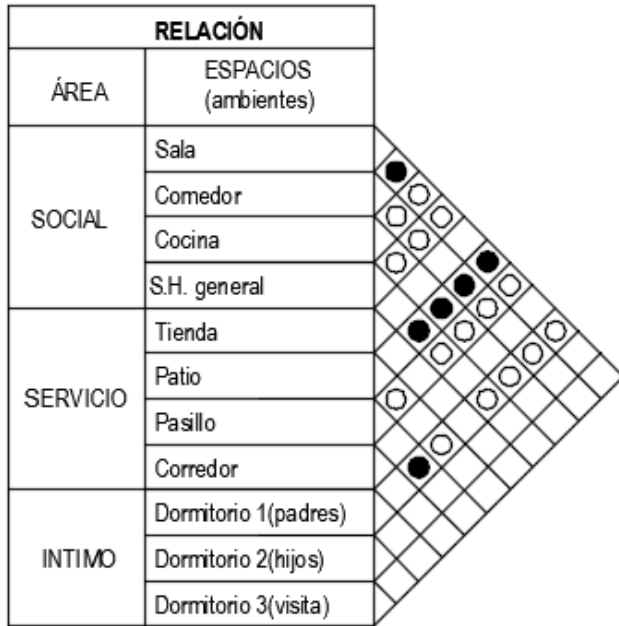 RELACIÓN
ÁREA
ESPACIOS
(ambientes)
SOCIAL
Sala
Comedor
Cocina
S.H. general
SERVICIO
Tienda
Patio
Pasillo
Corredor
INTIMO
Dormitorio 1(padres)
Dormitorio 2(hijos)
Dormitorio 3(visita)